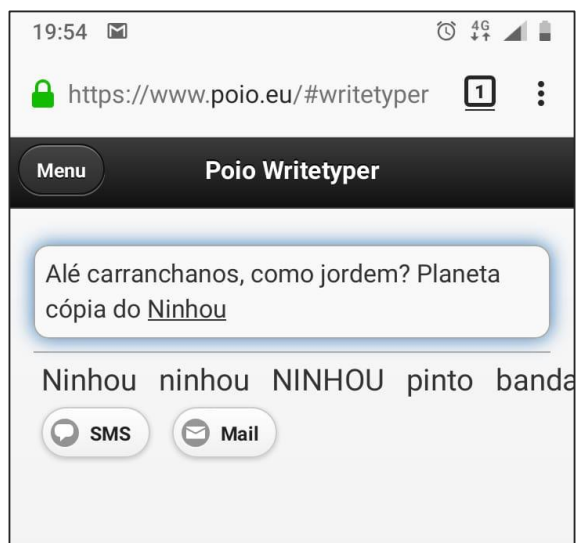 19:54
4G
https://www.poio.eu/#writetyper 1
Menu Poio Writetyper
Alé carranchanos, como jordem? Planeta
cópia do Ninhou
Ninhou ninhou NINHOU pinto banda
SMS Mail